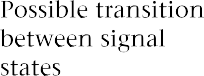 Possible transition
between signal
states